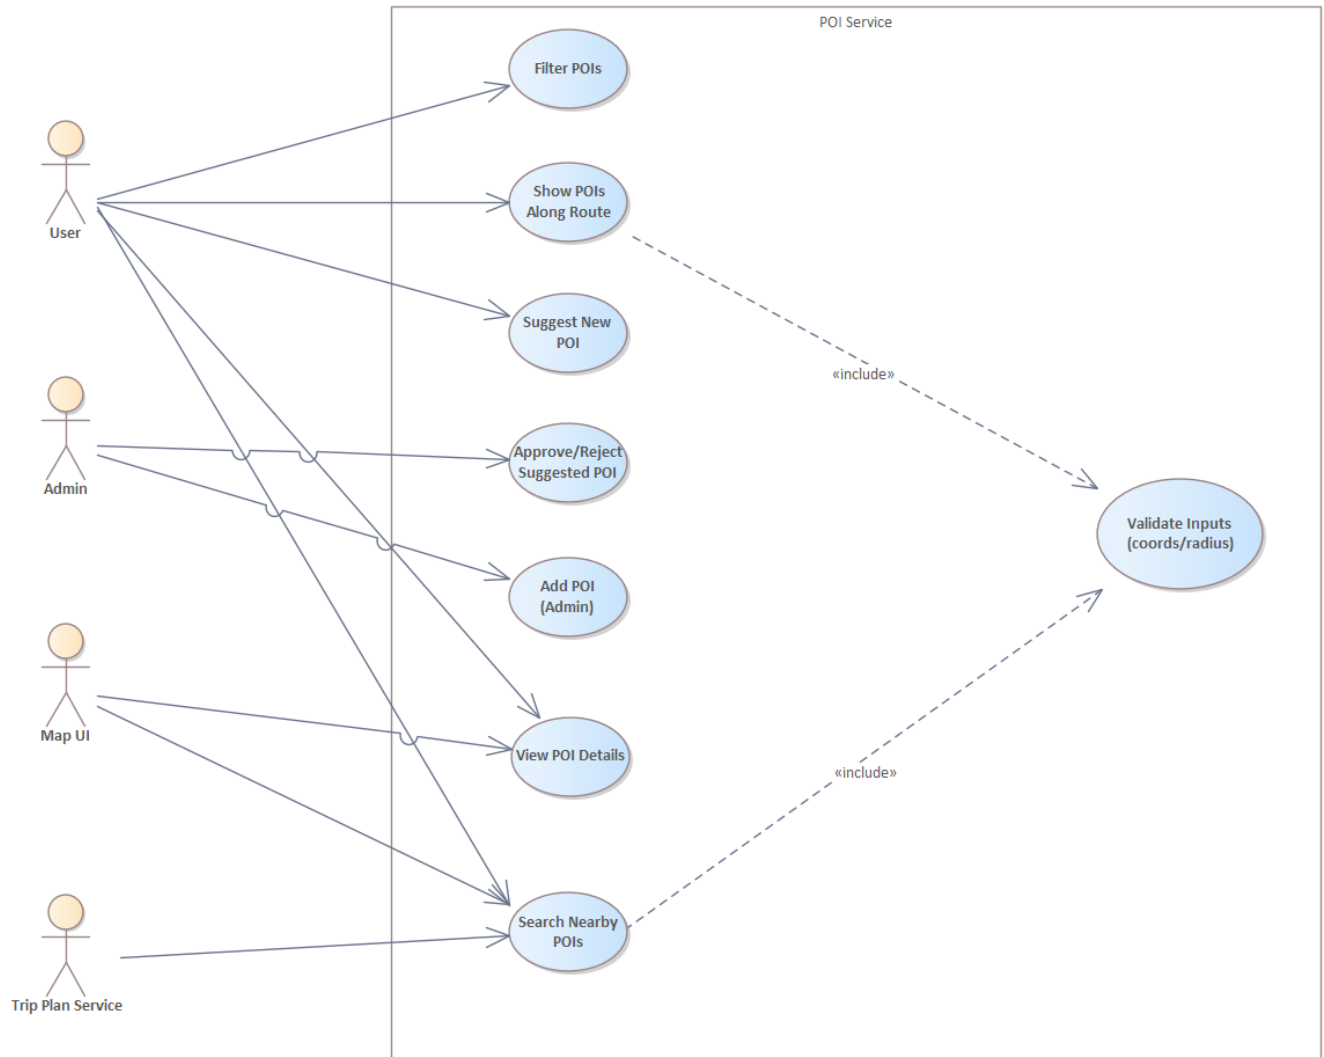 POI Service
Filter POIs
Show POIs
Along Route
User
Suggest New
POI
«include»
Approve/Reject
Suggested POI
Admin
Validate Inputs
(coords/radius)
Add POI
(Admin)
Map UI
View POI Details
«include»
Search Nearby
POIs
Trip Plan Service